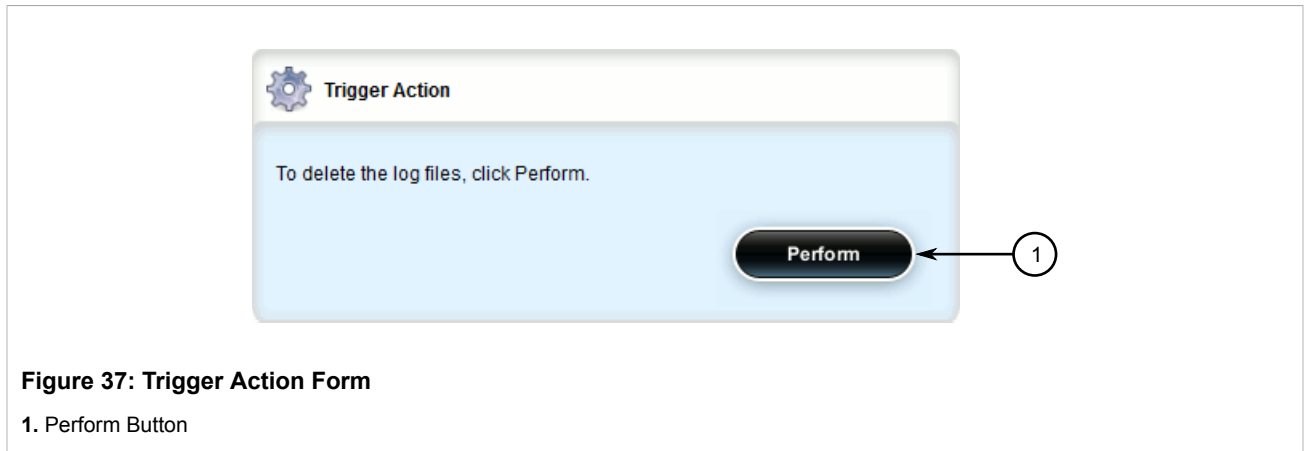 Trigger Action
To delete the log files, click Perform.
Perform
1
Figure 37: Trigger Action Form
1. Perform Button